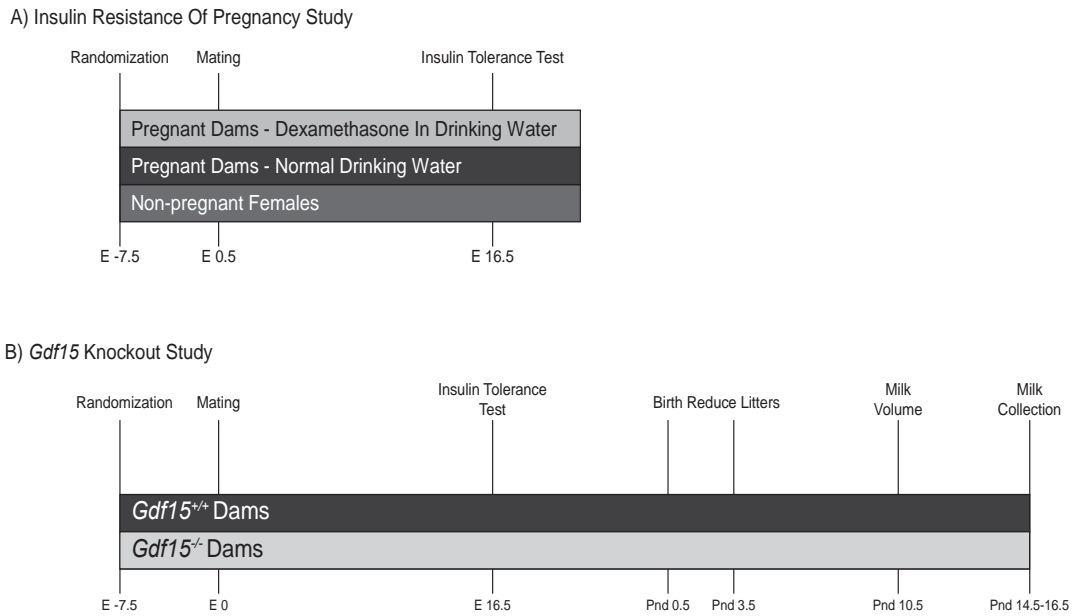 A) Insulin Resistance Of Pregnancy Study
Randomization Mating Insulin Tolerance Test
Pregnant Dams - Dexamethasone In Drinking Water
Pregnant Dams - Normal Drinking Water
Non-pregnant Females
E -7.5 E 0.5 E 16.5
B) Gdf15 Knockout Study
Randomization Mating Insulin Tolerance Test Birth Reduce Litters Milk Volume Milk Collection
Gdf15+/+ Dams
Gdf15-/- Dams
E -7.5 E 0 E 16.5 Pnd 0.5 Pnd 3.5 Pnd 10.5 Pnd 14.5-16.5